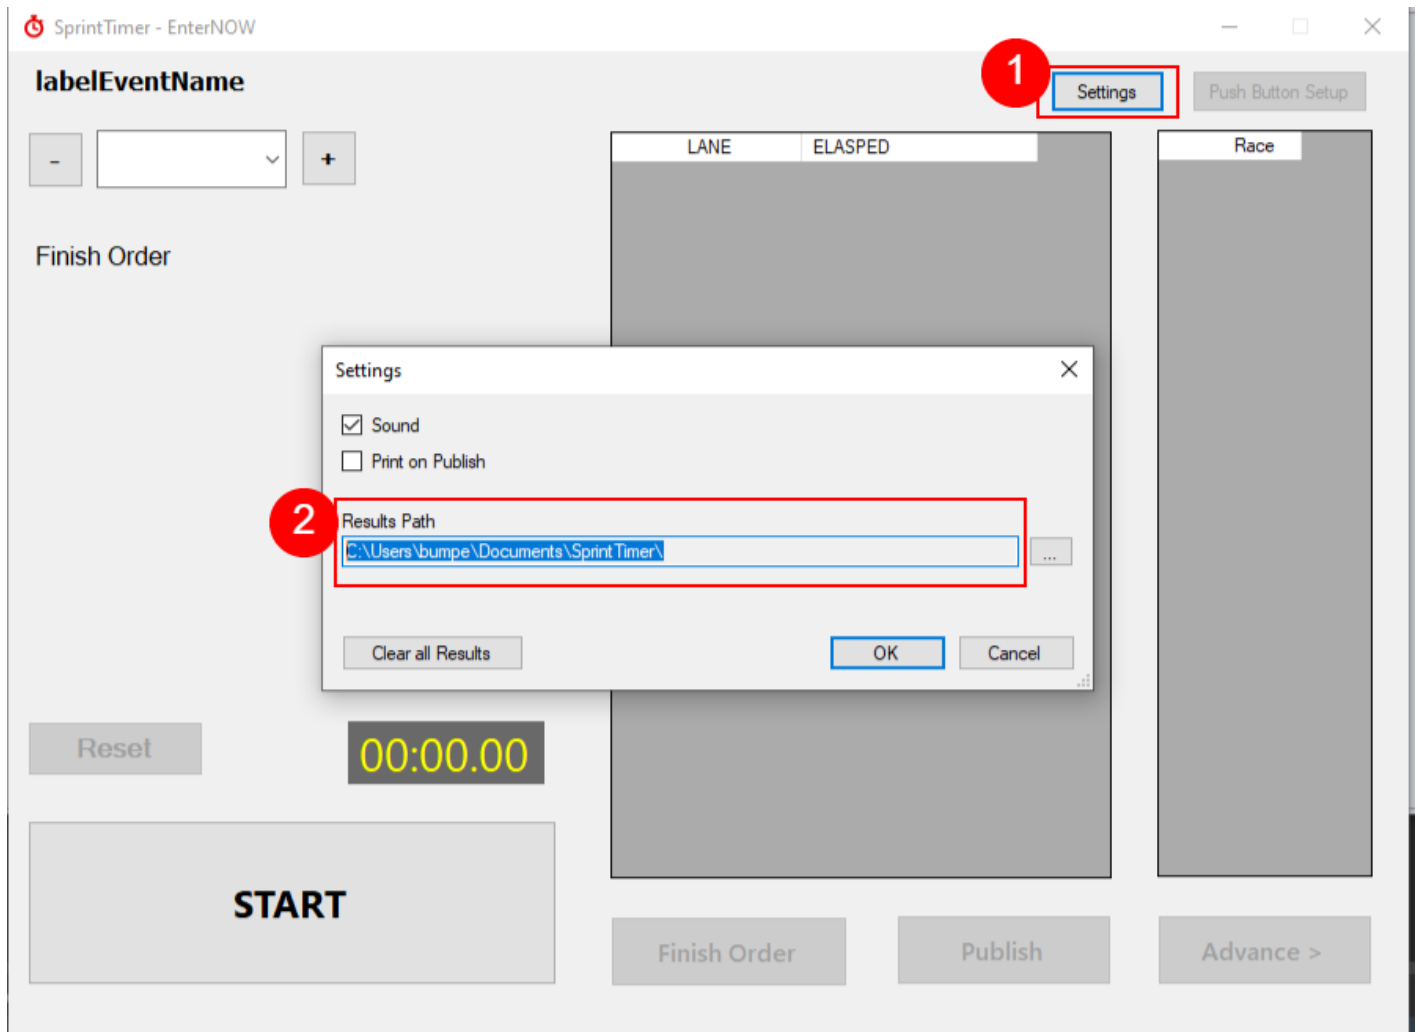 SprintTimer - EnterNOW
labelEventName
1
Settings
Push Button Setup
-
+
LANE ELASPED
Race
Finish Order
Settings
Sound
Print on Publish
2
Results Path
C:\Users\bumpe\Documents\SprintTimer\
...
Clear all Results
OK
Cancel
Reset
00:00.00
START
Finish Order
Publish
Advance >